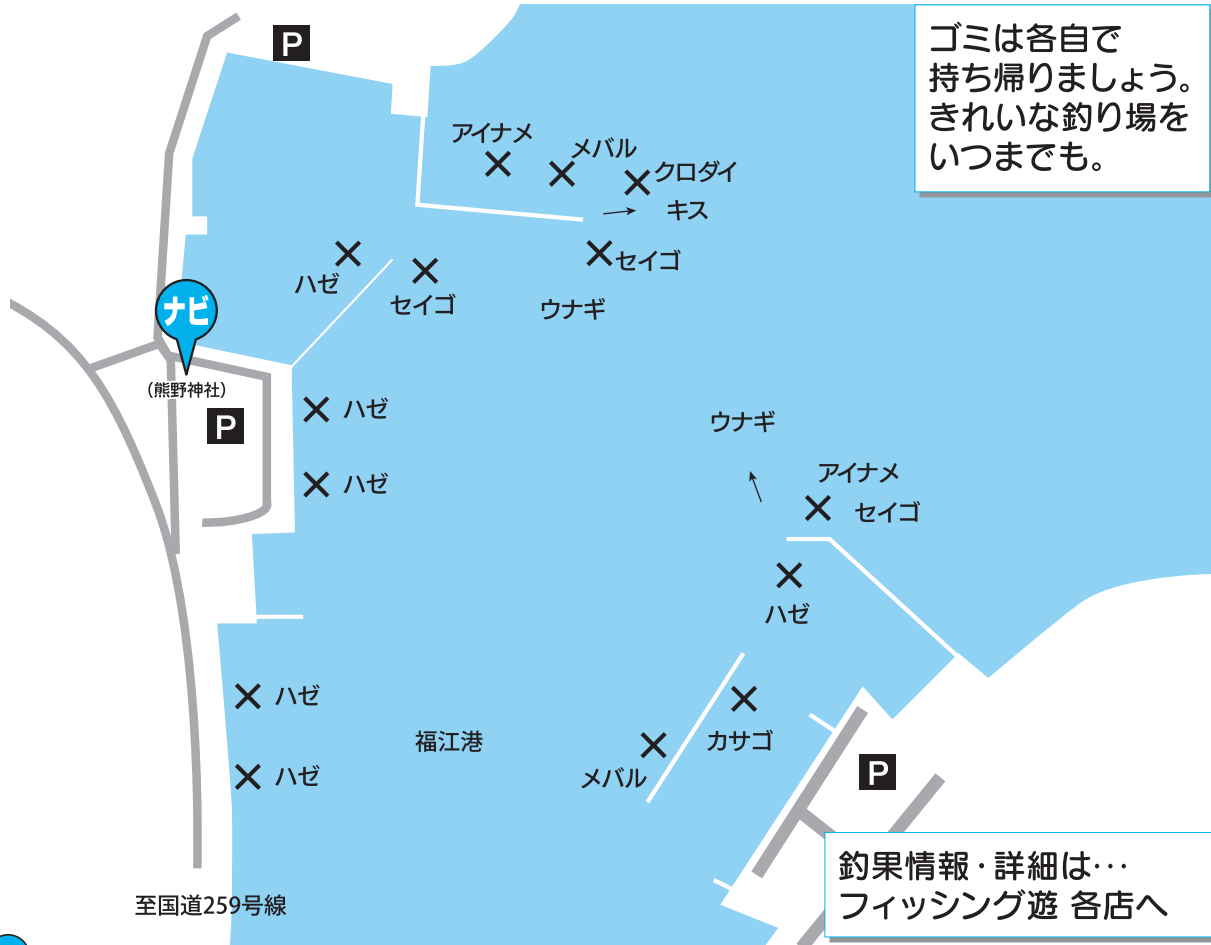 P
ゴミは各自で
持ち帰りましょう。
きれいな釣り場を
いつまでも。
アイナメ
メバル
クロダイ
キス
セイゴ
ハゼ
セイゴ
ウナギ
ナビ
(熊野神社)
P
ハゼ
ハゼ
ウナギ
アイナメ
セイゴ
ハゼ
ハゼ
福江港
カサゴ
メバル
ハゼ
P
釣果情報・詳細は…
フィッシング遊 各店へ
至国道259号線